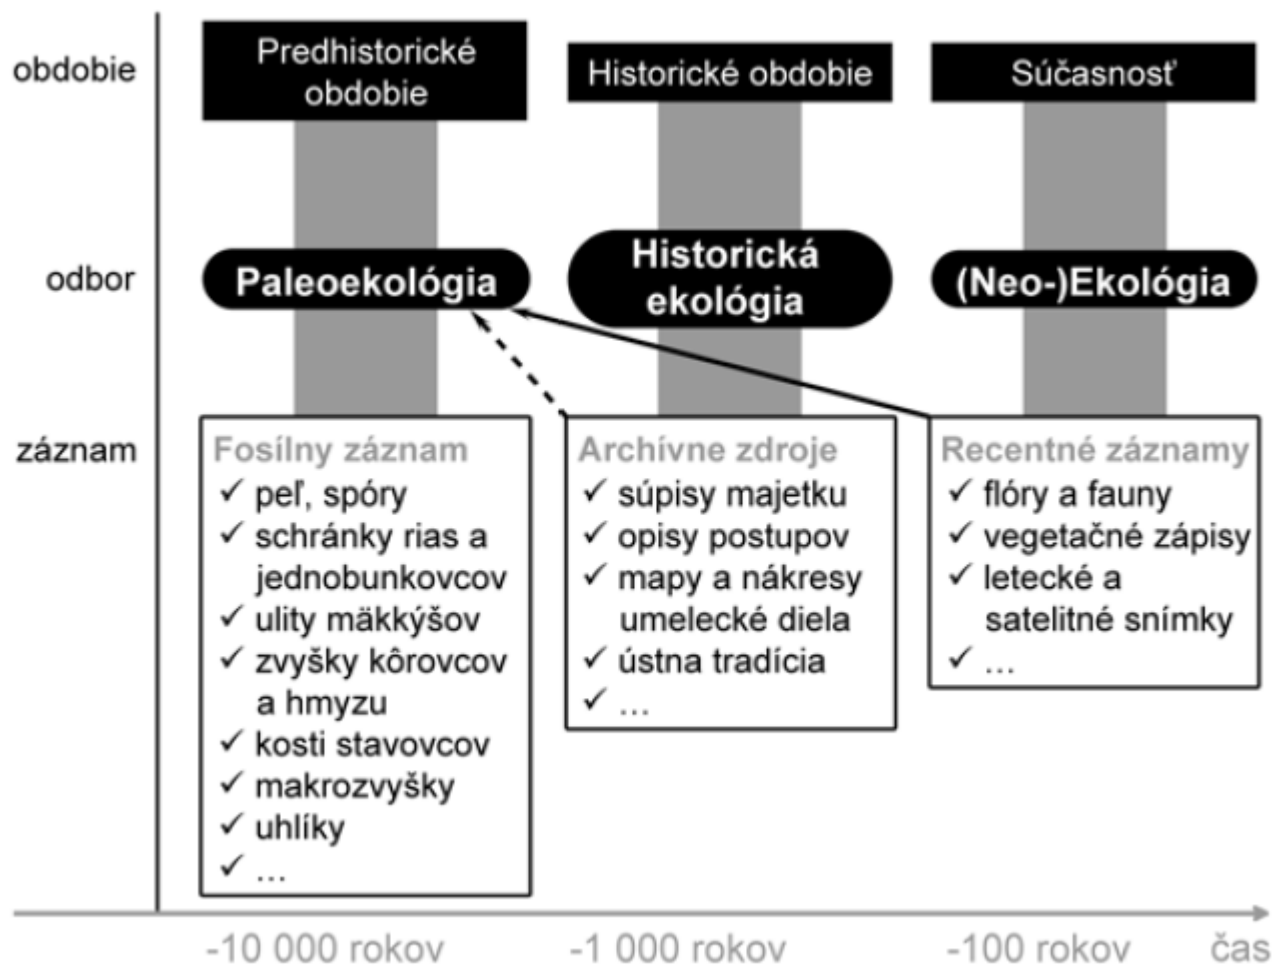 obdobie
Predhistorické
obdobie
Historické obdobie
Súčasnosť
odbor
Paleoekológia
Historická
ekológia
(Neo-)Ekológia
záznam
Fosílny záznam
✓ peľ, spóry
✓ schránky rias a
jednobunkovcov
✓ ulity mäkkýšov
✓ zvyšky kôrovcov
a hmyzu
✓ kosti stavovcov
✓ makrozvyšky
✓ uhlíky
✓ ...
Archívne zdroje
✓ súpisy majetku
✓ opisy postupov
✓ mapy a nákresy
umelecké diela
✓ ústna tradícia
✓ ...
Recentné záznamy
✓ flóry a fauny
✓ vegetačné zápisy
✓ letecké a
satelitné snímky
✓ ...
-10 000 rokov
-1 000 rokov
-100 rokov
čas